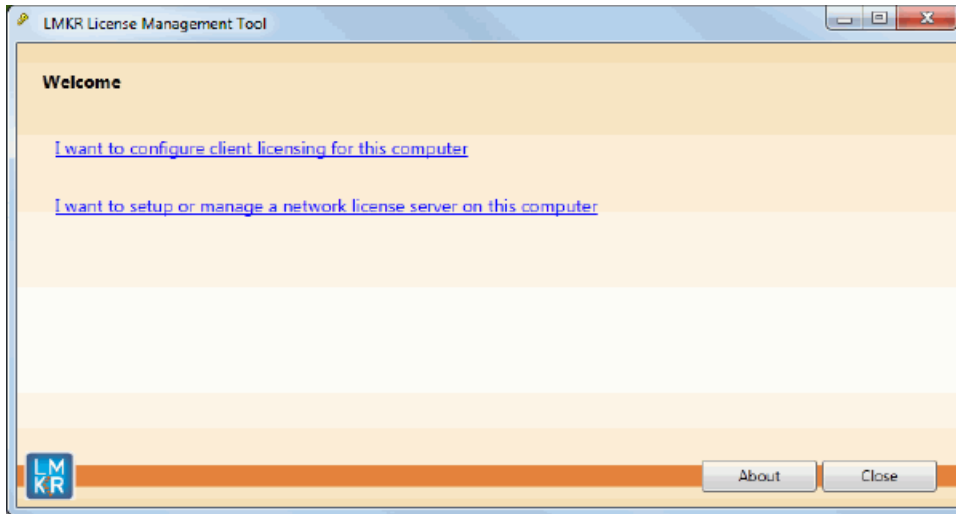 LMKR License Management Tool
Welcome
I want to configure client licensing for this computer
I want to setup or manage a network license server on this computer
LM
KR
About
Close